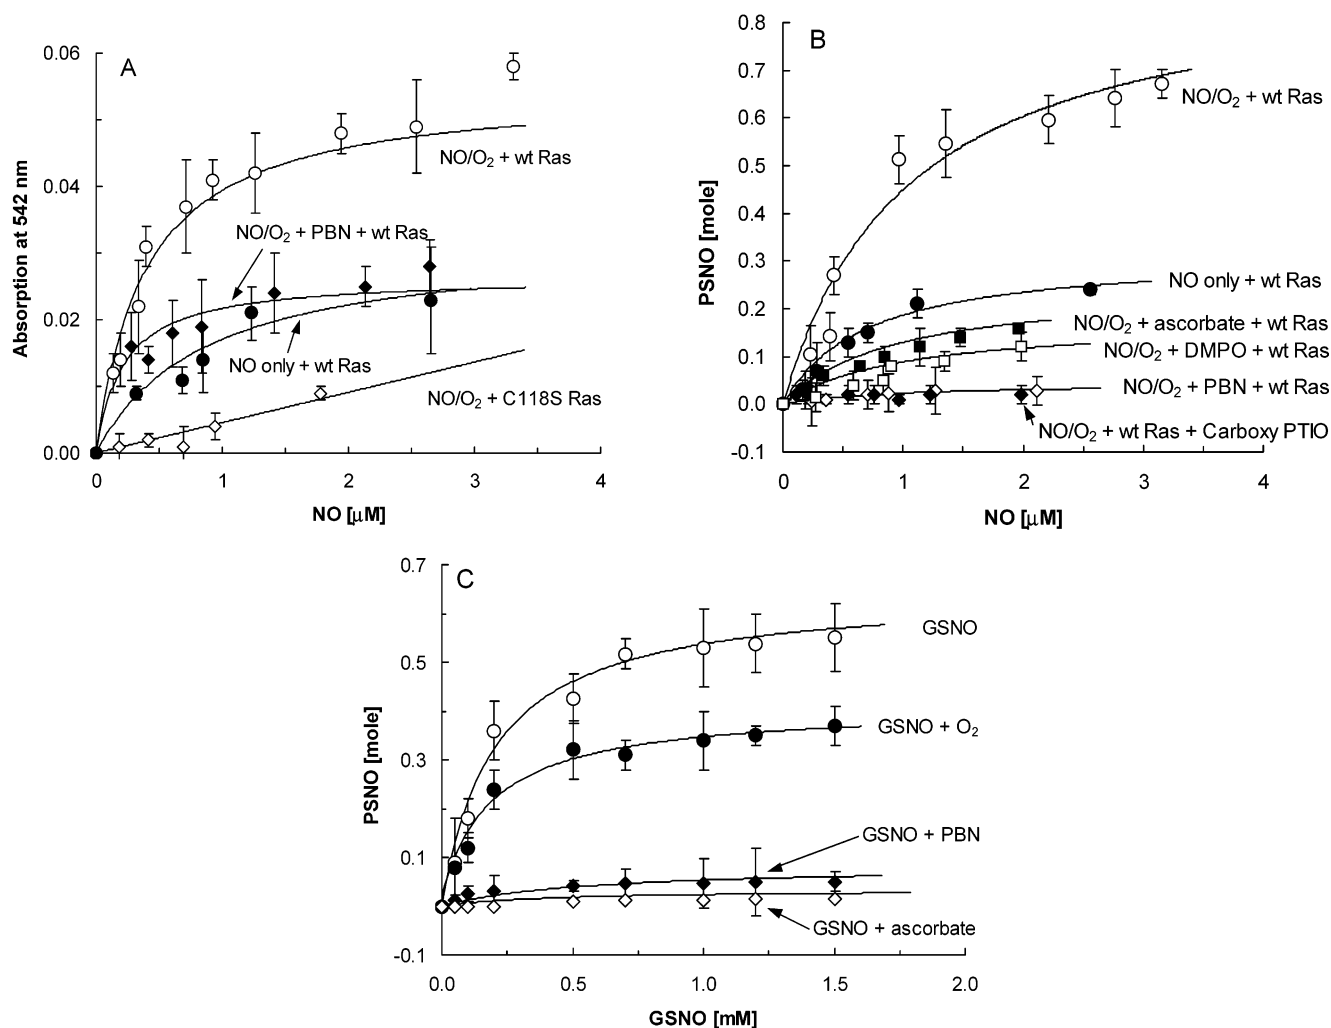 A
0.06
0.04
0.02
0.00
Absorption at 542 nm
NO/O2 + wt Ras
NO/O2 + PBN + wt Ras
NO only + wt Ras
NO/O2 + C118S Ras
0 1 2 3 4
NO [μM]
B
0.8
0.7
0.6
0.5
0.4
0.3
0.2
0.1
0.0
-0.1
PSNO [mole]
NO/O2 + wt Ras
NO only + wt Ras
NO/O2 + ascorbate + wt Ras
NO/O2 + DMPO + wt Ras
NO/O2 + PBN + wt Ras
NO/O2 + wt Ras + Carboxy PTIO
0 1 2 3 4
NO [μM]
C
0.7
0.5
0.3
0.1
-0.1
PSNO [mole]
GSNO
GSNO + O2
GSNO + PBN
GSNO + ascorbate
0.0 0.5 1.0 1.5 2.0
GSNO [mM]